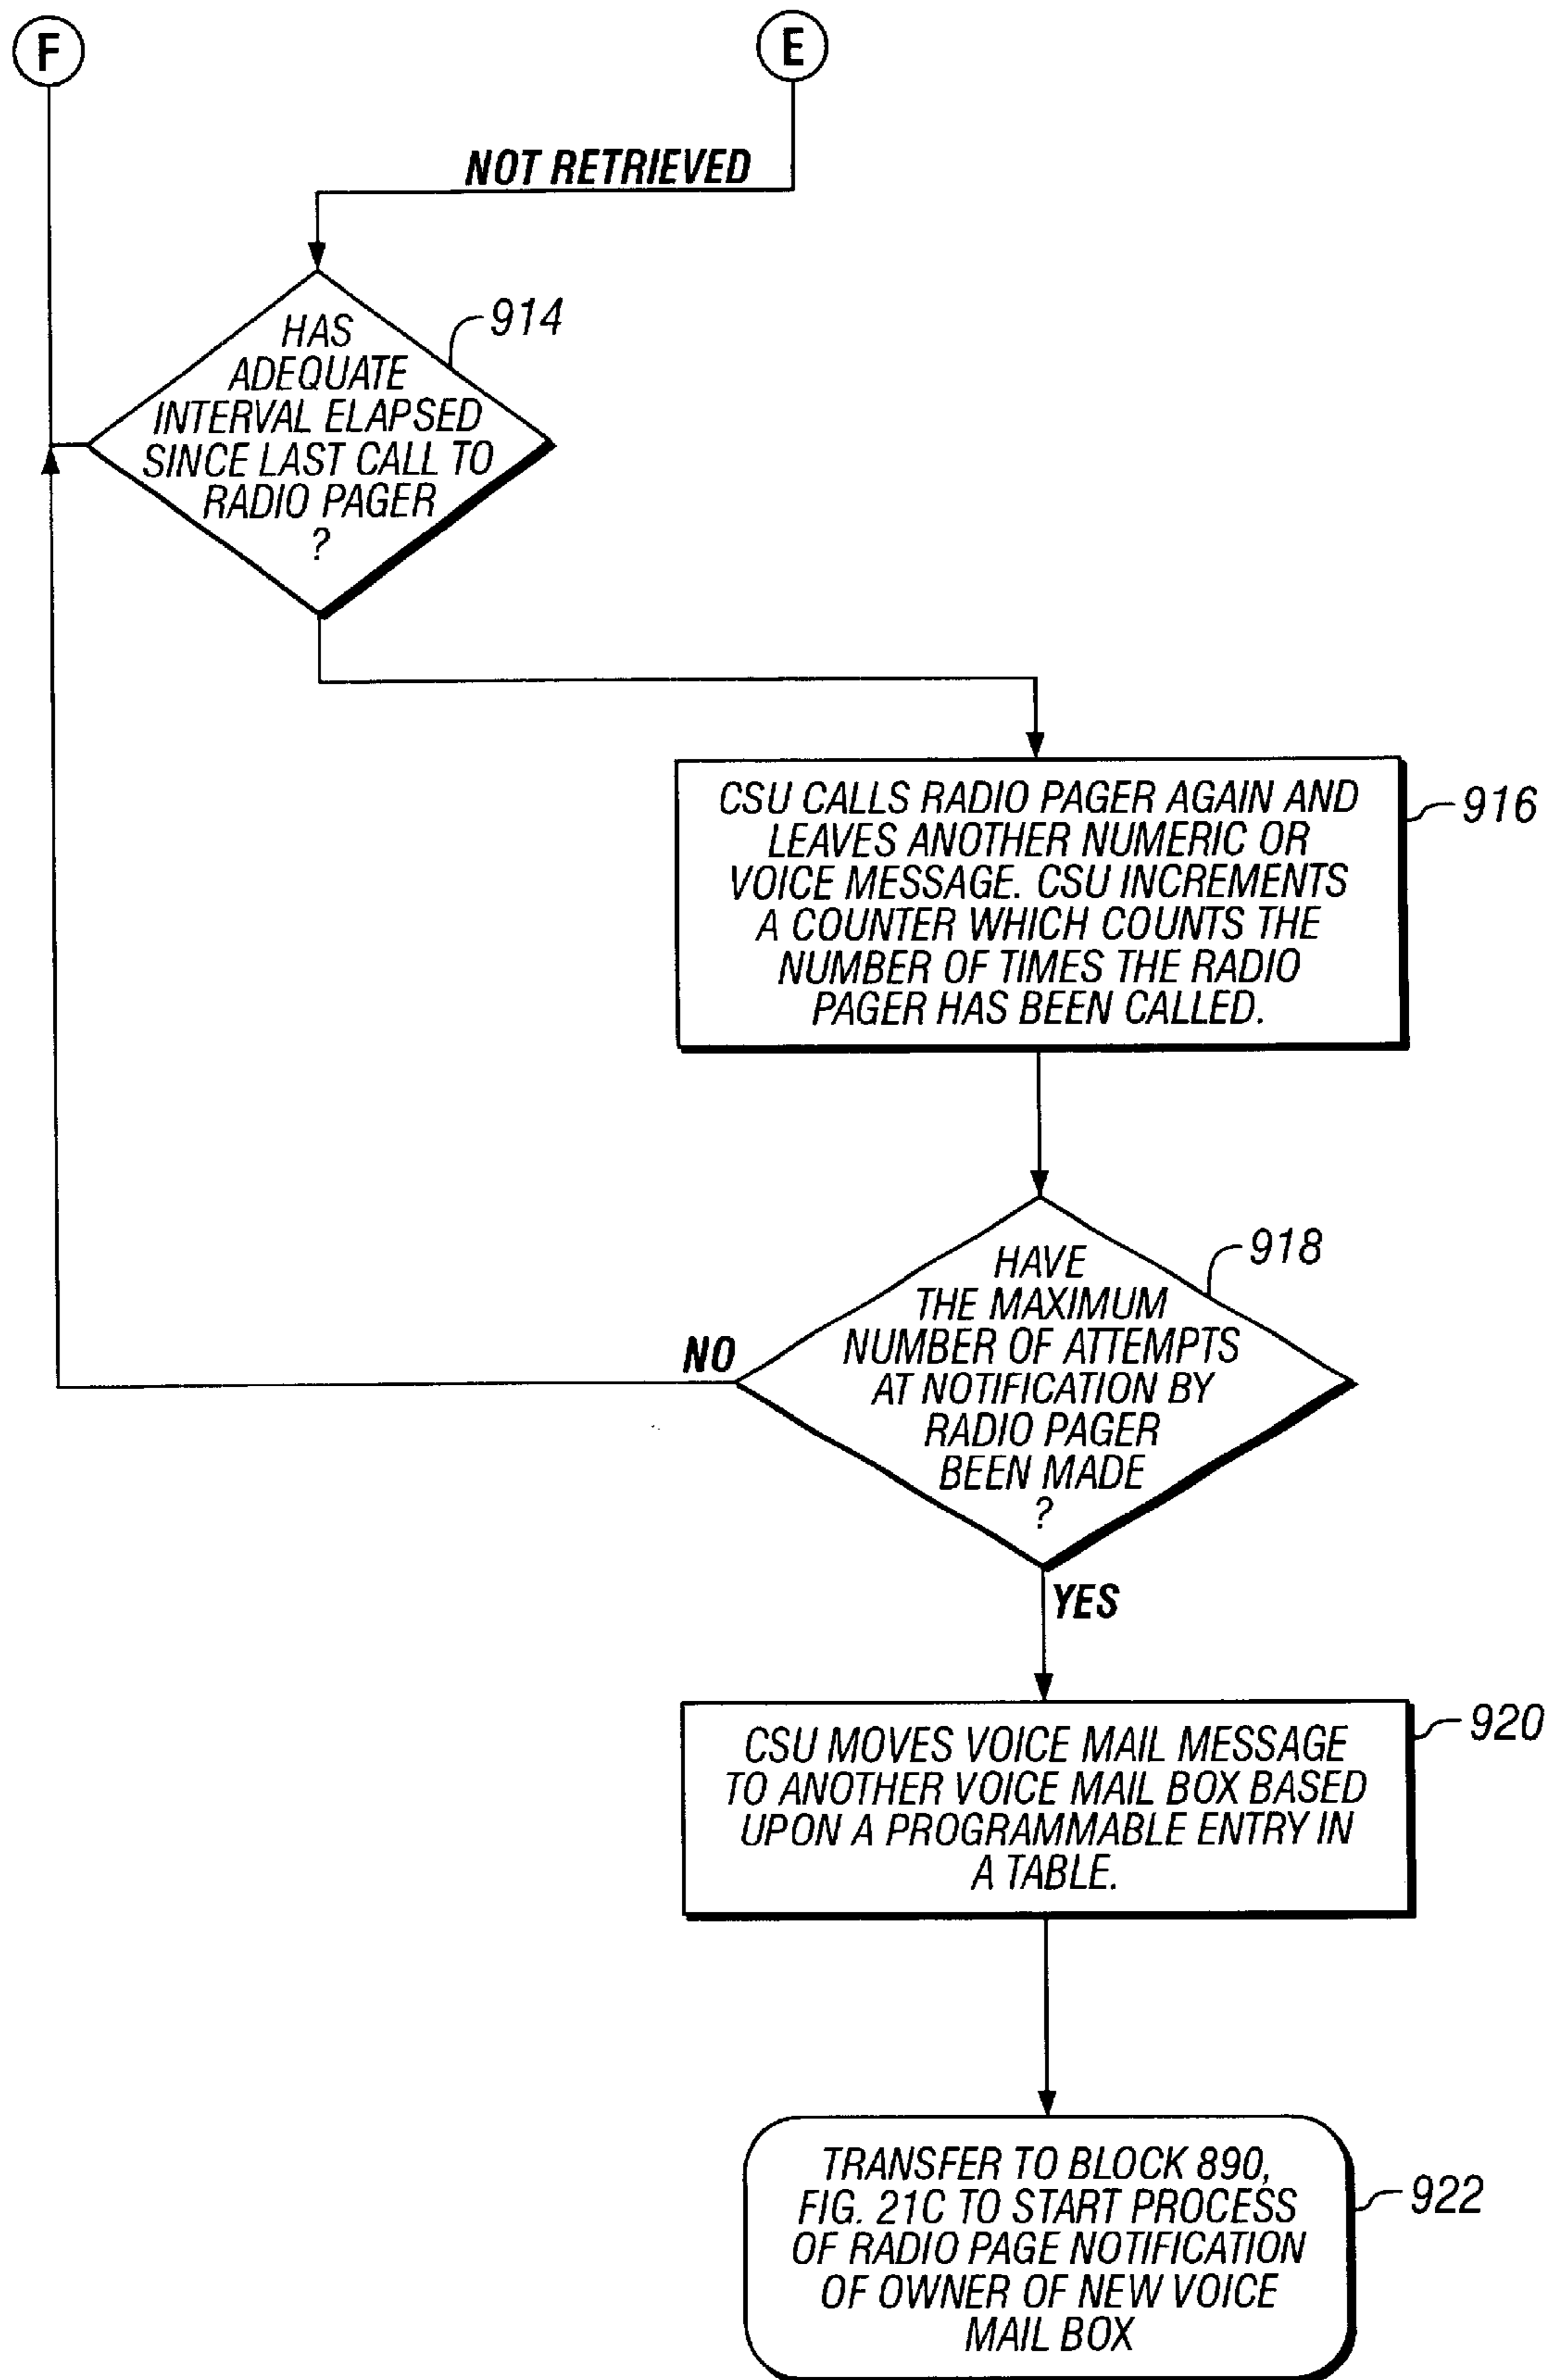 F
E
NOT RETRIEVED
914
HAS
ADEQUATE
INTERVAL ELAPSED
SINCE LAST CALL TO
RADIO PAGER
?
CSU CALLS RADIO PAGER AGAIN AND
LEAVES ANOTHER NUMERIC OR
VOICE MESSAGE. CSU INCREMENTS
A COUNTER WHICH COUNTS THE
NUMBER OF TIMES THE RADIO
PAGER HAS BEEN CALLED.
916
918
HAVE
THE MAXIMUM
NUMBER OF ATTEMPTS
AT NOTIFICATION BY
RADIO PAGER
BEEN MADE
?
NO
YES
CSU MOVES VOICE MAIL MESSAGE
TO ANOTHER VOICE MAIL BOX BASED
UPON A PROGRAMMABLE ENTRY IN
A TABLE.
920
TRANSFER TO BLOCK 890,
FIG. 21C TO START PROCESS
OF RADIO PAGE NOTIFICATION
OF OWNER OF NEW VOICE
MAIL BOX
922